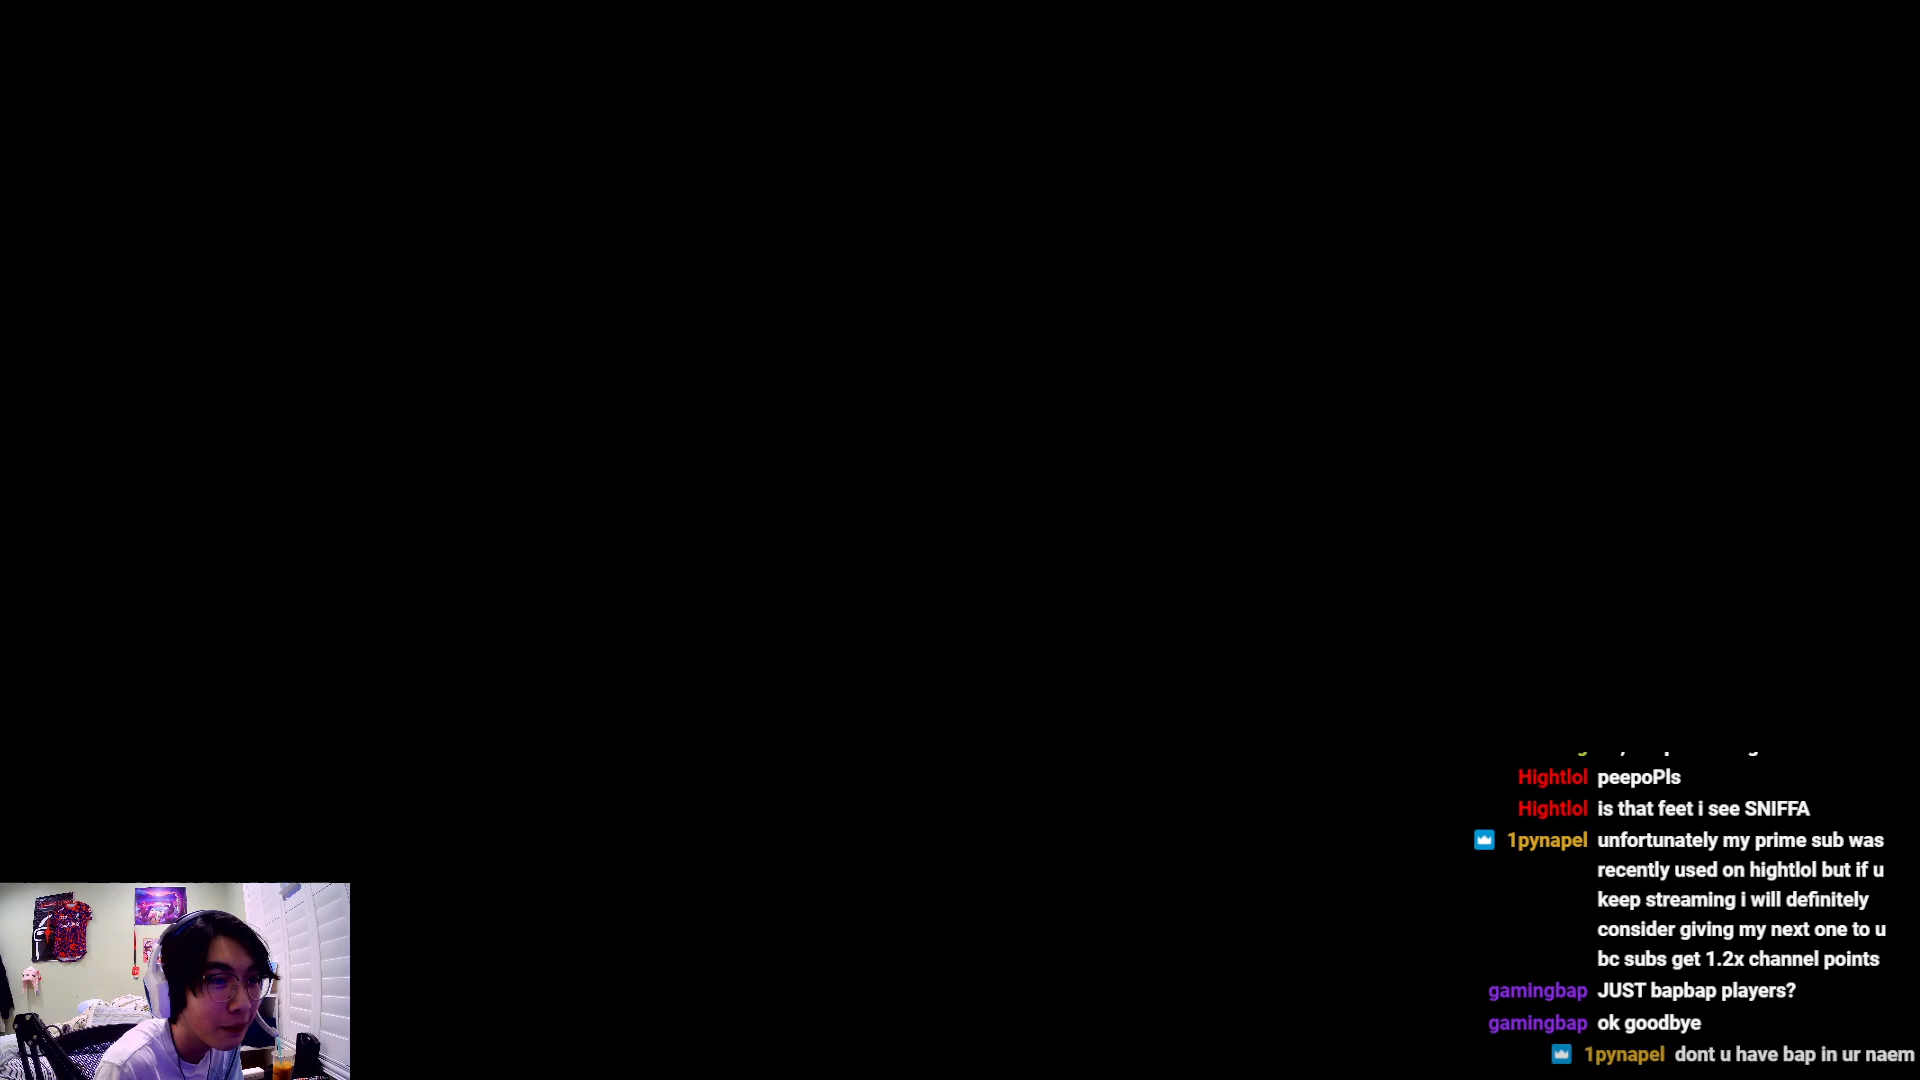 Hightlol peepoPls
Hightlol is that feet i see SNIFFA
1pynapel unfortunately my prime sub was
recently used on hightlol but if u
keep streaming i will definitely
consider giving my next one to u
bc subs get 1.2x channel points
gamingbap JUST bapbap players?
gamingbap ok goodbye
1pynapel dont u have bap in ur naem